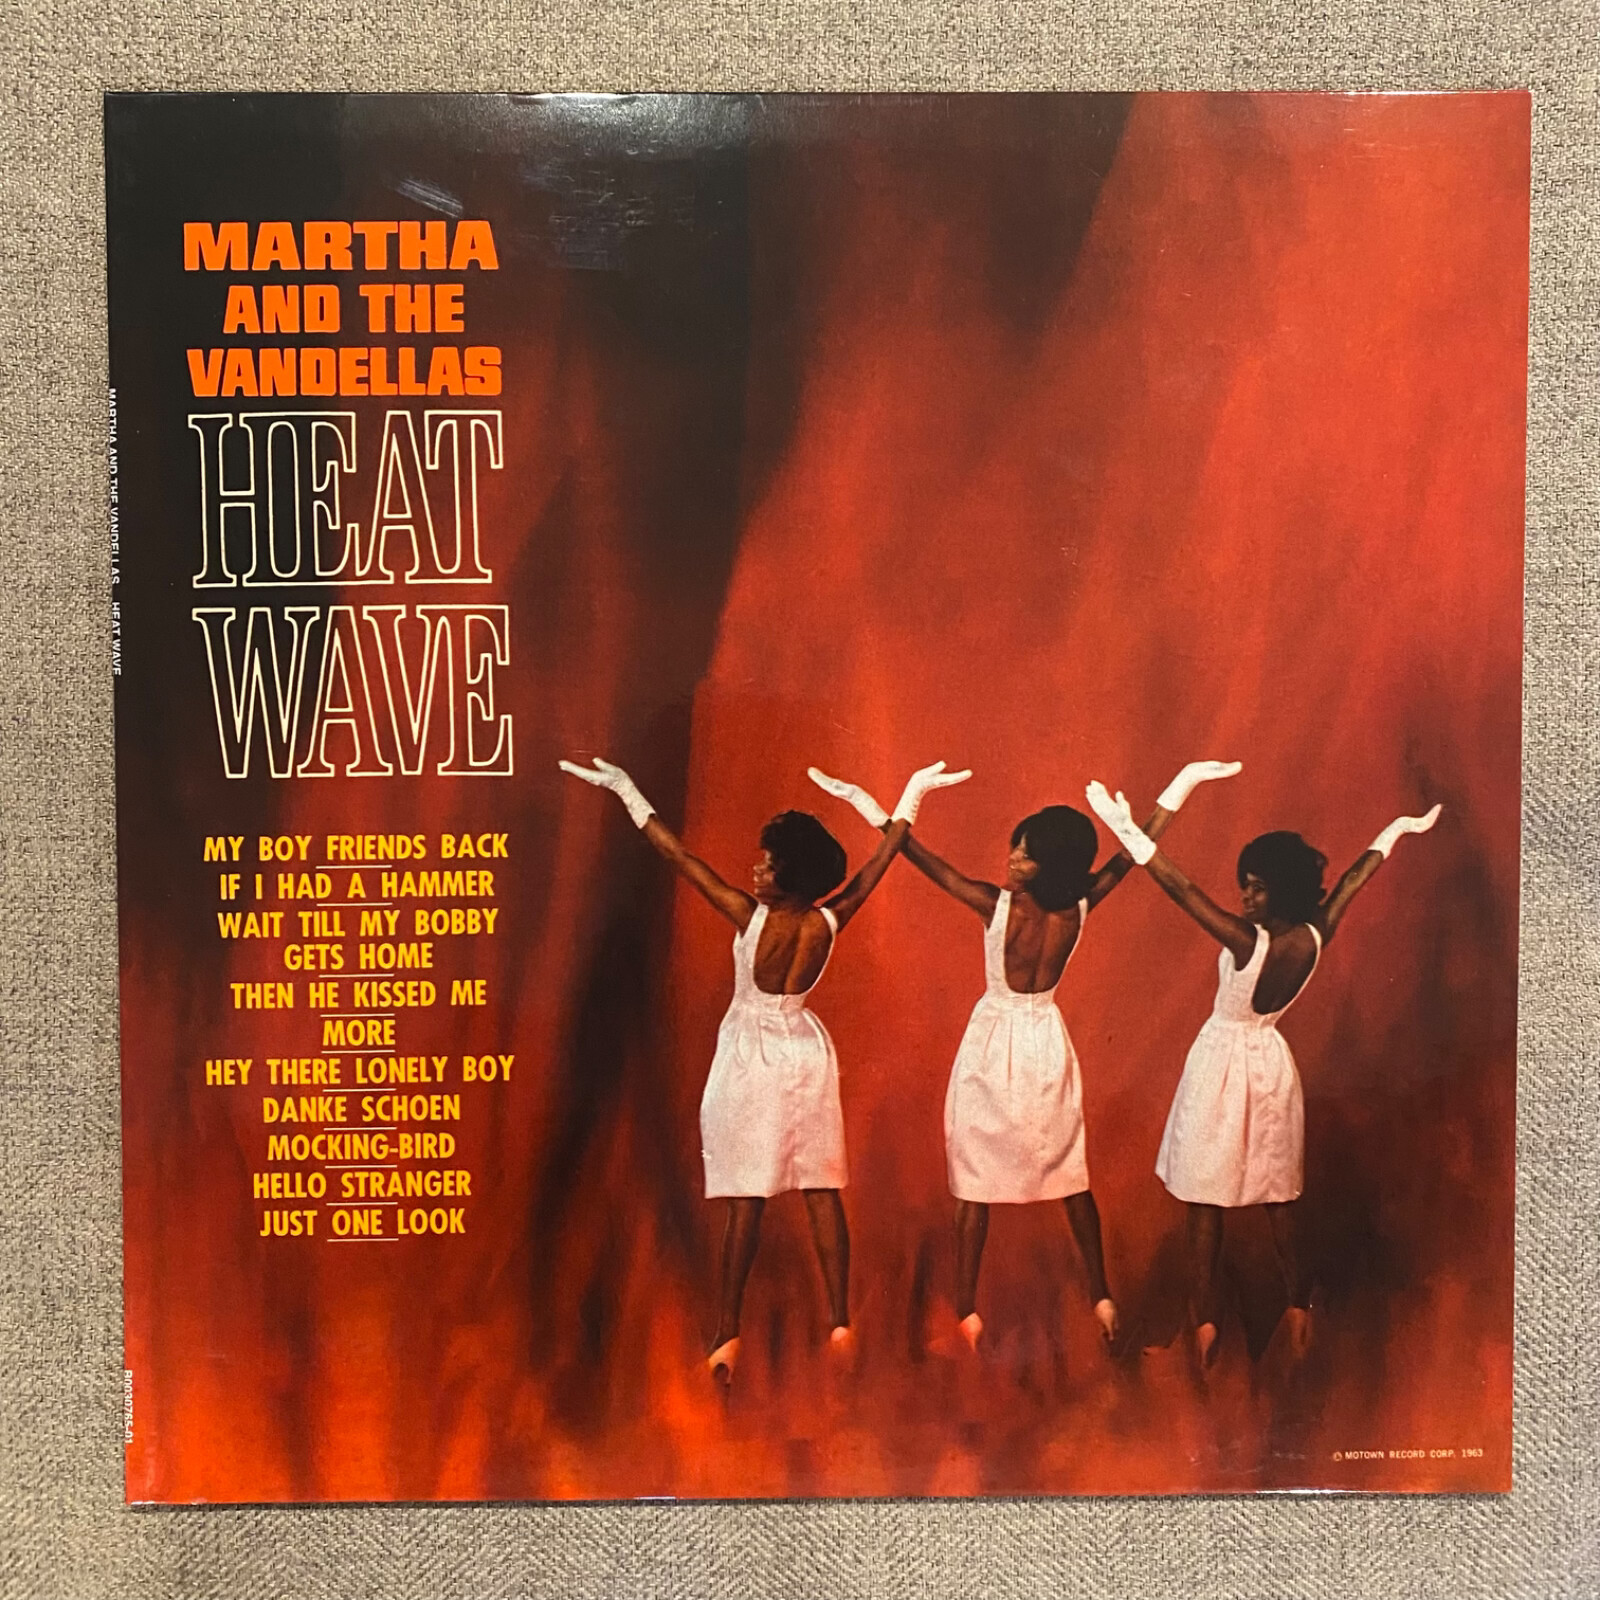 MARTHA
AND THE
VANDELLAS
HEAT
WAVE
MY BOY FRIENDS BACK
IF I HAD A HAMMER
WAIT TILL MY BOBBY
GETS HOME
THEN HE KISSED ME
MORE
HEY THERE LONELY BOY
DANKE SCHOEN
MOCKING-BIRD
HELLO STRANGER
JUST ONE LOOK
MARTHA AND THE VANDELLAS HEAT WAVE
B0030765-01
© MOTOWN RECORD CORP. 1963